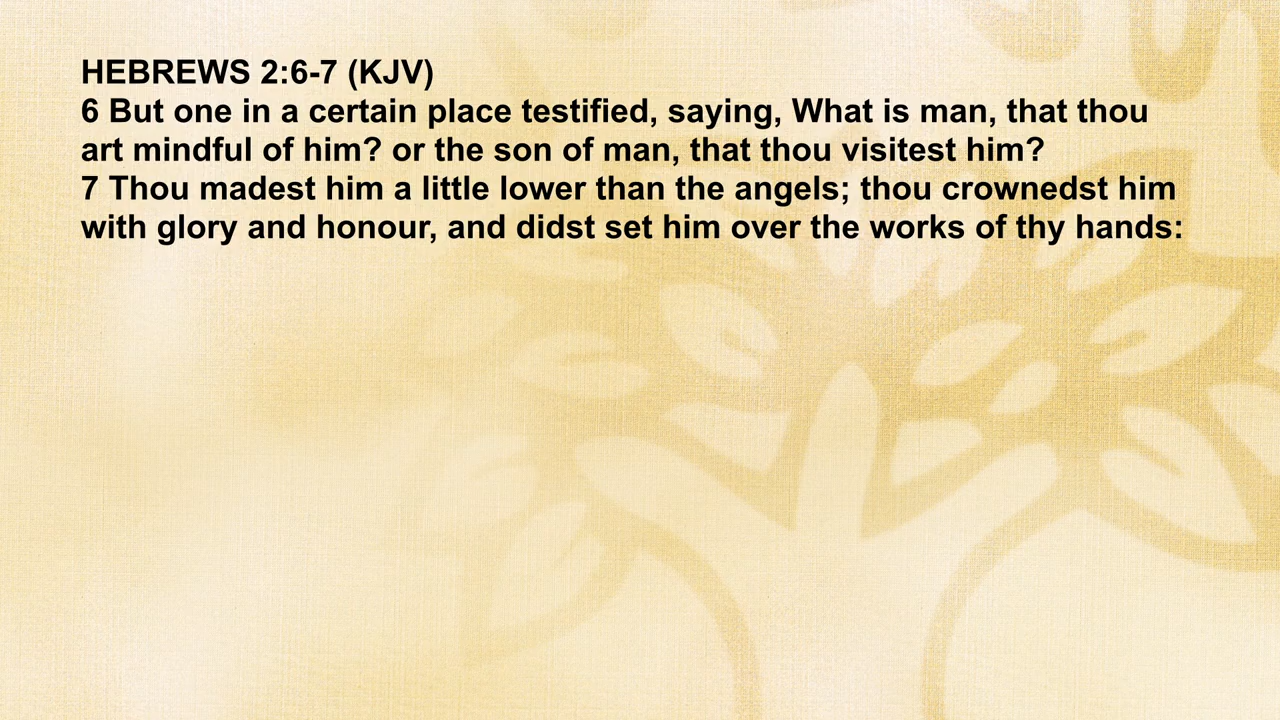 HEBREWS 2:6-7 (KJV)
6 But one in a certain place testified, saying, What is man, that thou
art mindful of him? or the son of man, that thou visitest him?
7 Thou madest him a little lower than the angels; thou crownedst him
with glory and honour, and didst set him over the works of thy hands: